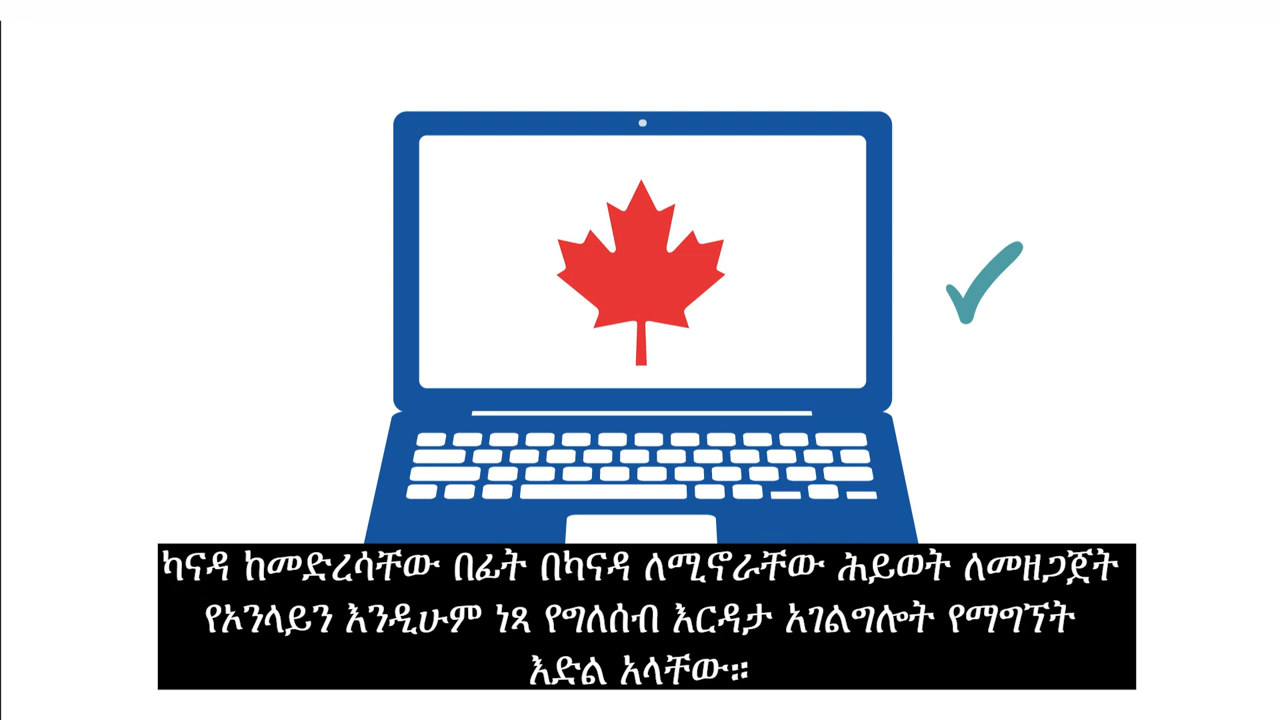 ካናዳ ከመድረሳቸው በፊት በካናዳ ለሚኖራቸው ሕይወት ለመዘጋጀት
የኦንላይን እንዲሁም ነጻ የግለሰብ እርዳታ አገልግሎት የማግኘት
እድል አላቸው።